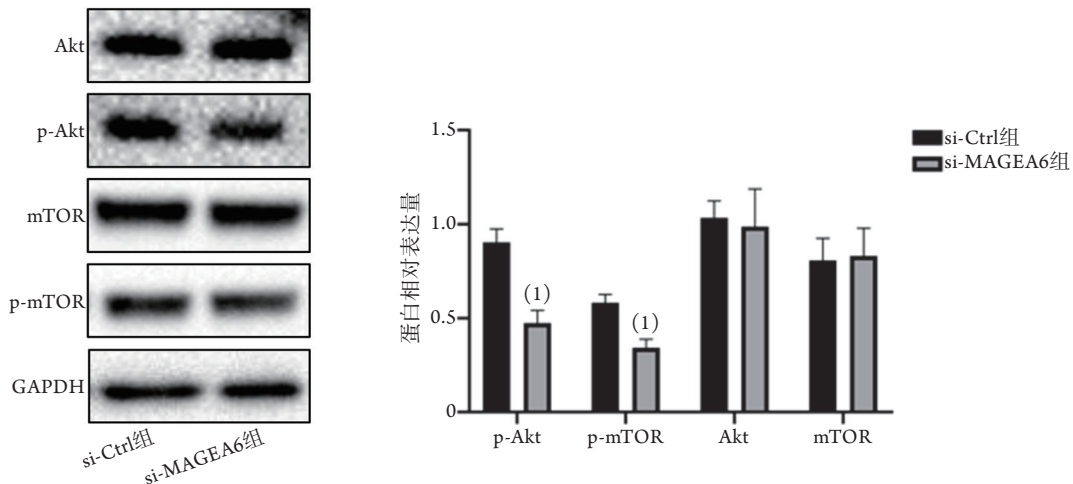 Akt
p-Akt
mTOR
p-mTOR
GAPDH
si-Ctrl组
si-MAGEA6组
蛋白相对表达量
1.5
1.0
0.5
0
(1)
(1)
p-Akt
p-mTOR
Akt
mTOR
si-Ctrl组
si-MAGEA6组